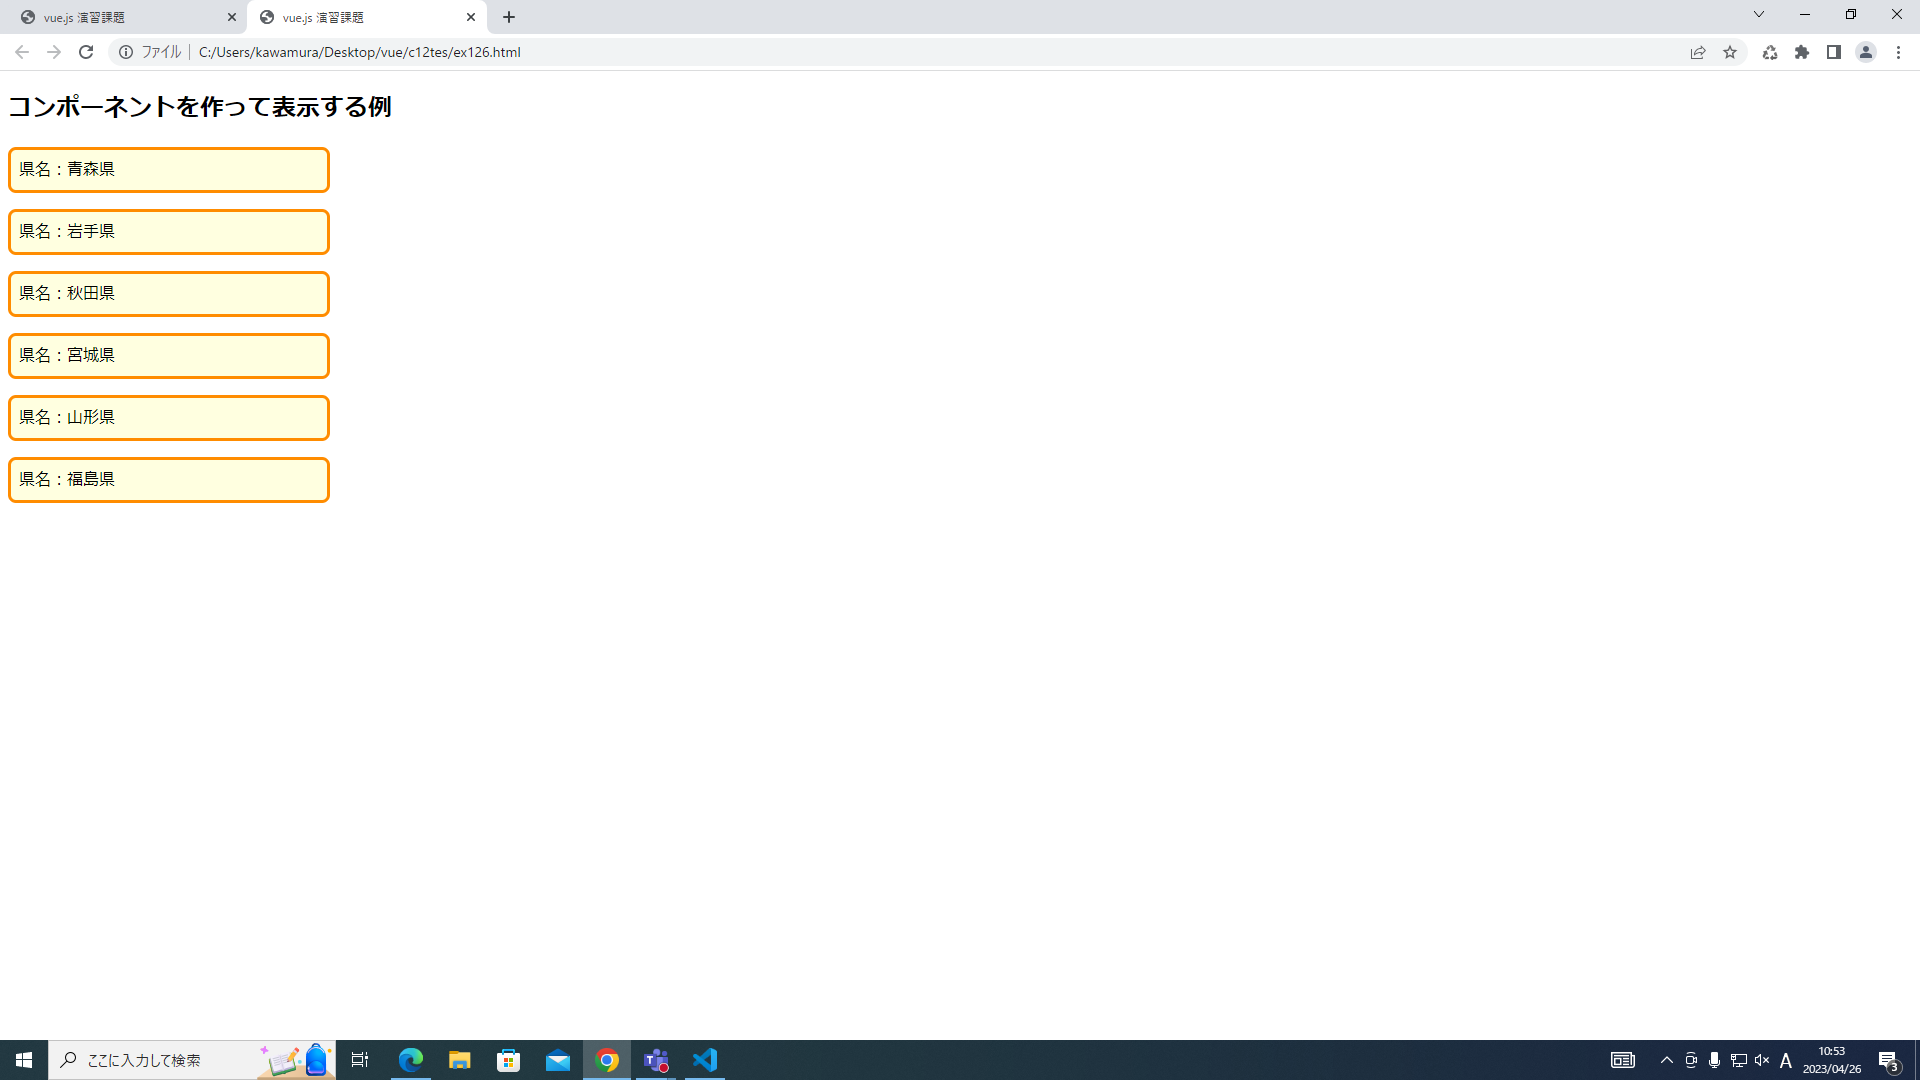 vue.js 演習課題
vue.js 演習課題
ファイル
C:/Users/kawamura/Desktop/vue/c12tes/ex126.html
コンポーネントを作って表示する例
県名：青森県
県名：岩手県
県名：秋田県
県名：宮城県
県名：山形県
県名：福島県
ここに入力して検索
A
10:53
2023/04/26
3